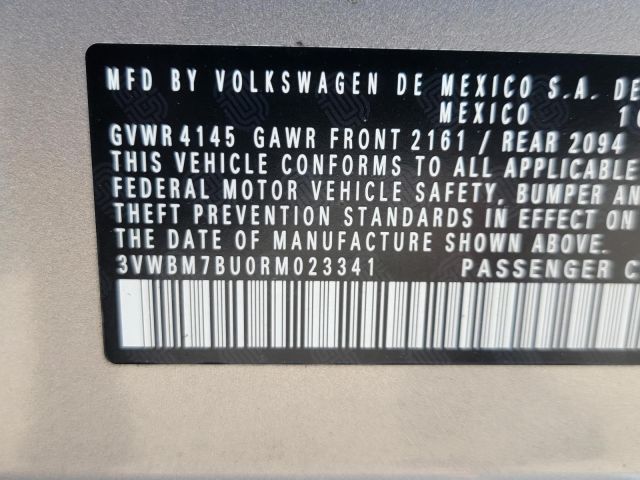 MFD BY VOLKSWAGEN DE MEXICO S.A. DE
MEXICO
GVWR 4145 GAWR FRONT 2161 / REAR 2094
THIS VEHICLE CONFORMS TO ALL APPLICABLE
FEDERAL MOTOR VEHICLE SAFETY, BUMPER
THEFT PREVENTION STANDARDS IN EFFECT ON
THE DATE OF MANUFACTURE SHOWN ABOVE.
3VWBM7BU0RM023341 PASSENGER